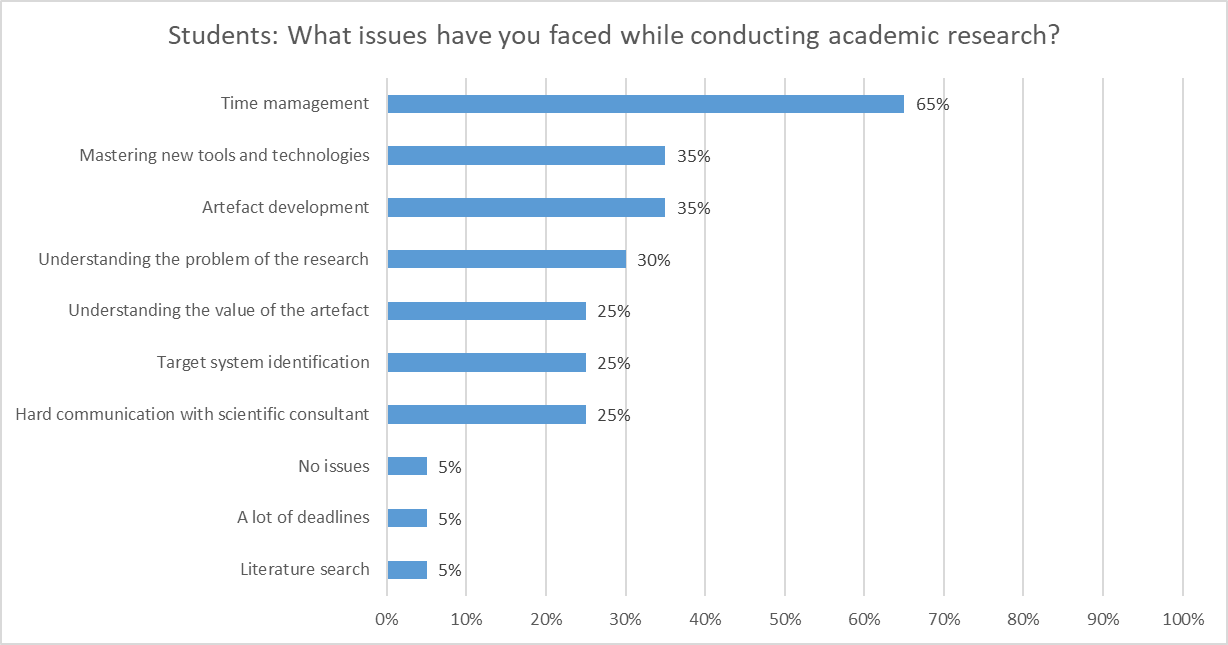 Students: What issues have you faced while conducting academic research?
Time mamagement 65%
Mastering new tools and technologies 35%
Artefact development 35%
Understanding the problem of the research 30%
Understanding the value of the artefact 25%
Target system identification 25%
Hard communication with scientific consultant 25%
No issues 5%
A lot of deadlines 5%
Literature search 5%
0% 10% 20% 30% 40% 50% 60% 70% 80% 90% 100%